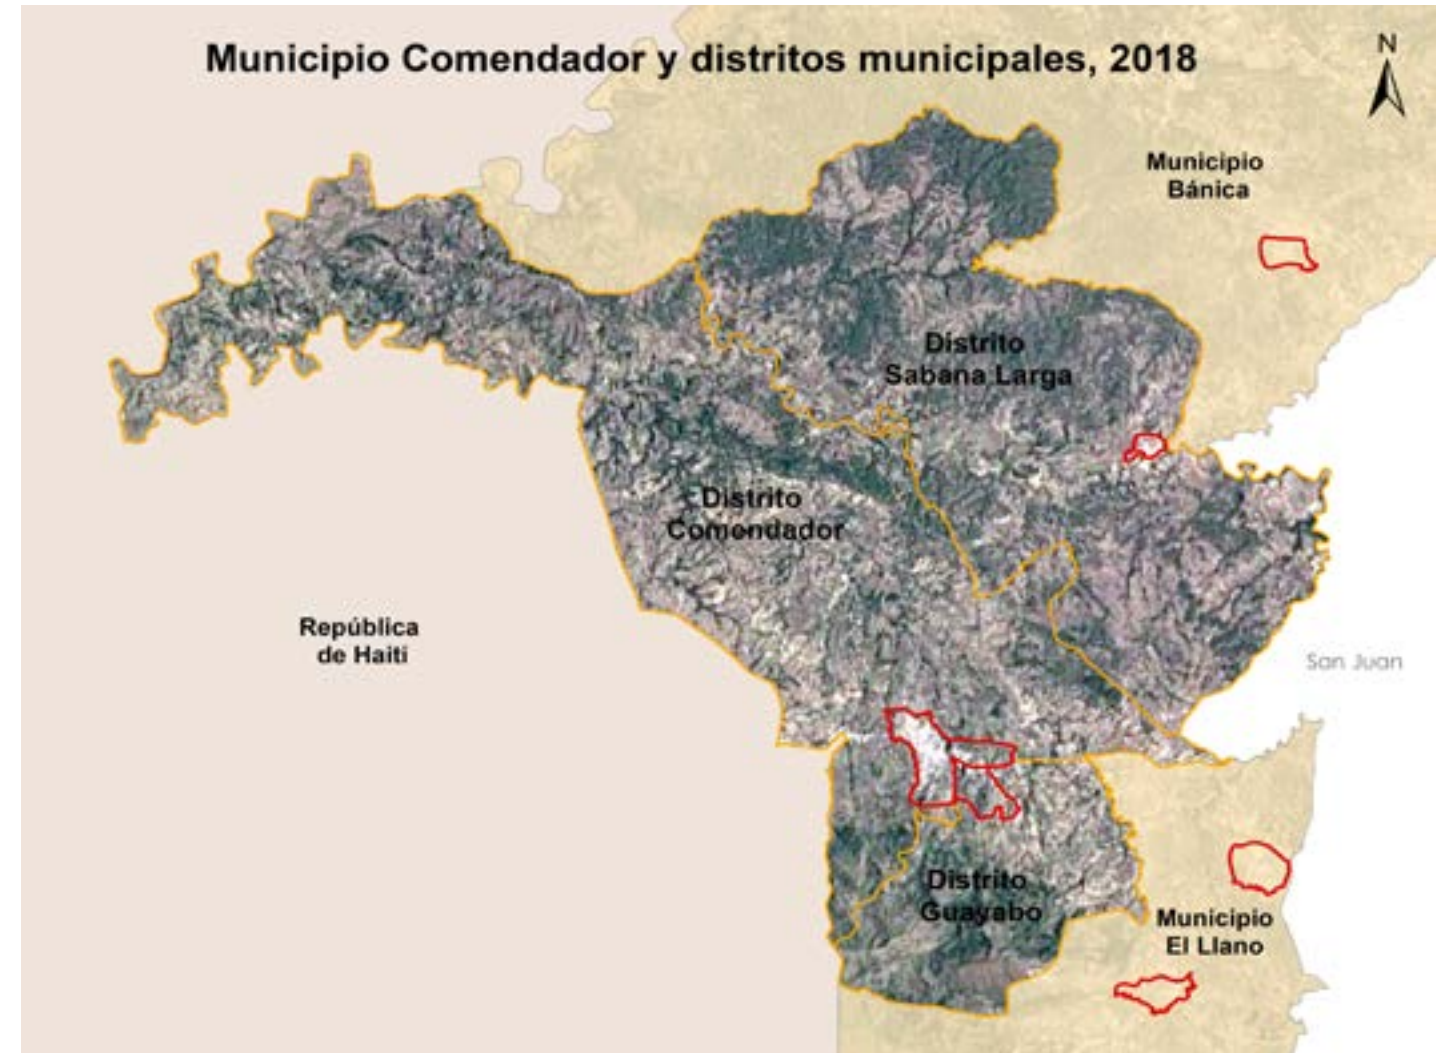 Municipio Comendador y distritos municipales, 2018
N
Municipio
Bánica
Distrito
Sabana Larga
Distrito
Comendador
República
de Haiti
San Juan
Distrito
Guayabo
Municipio
El Llano